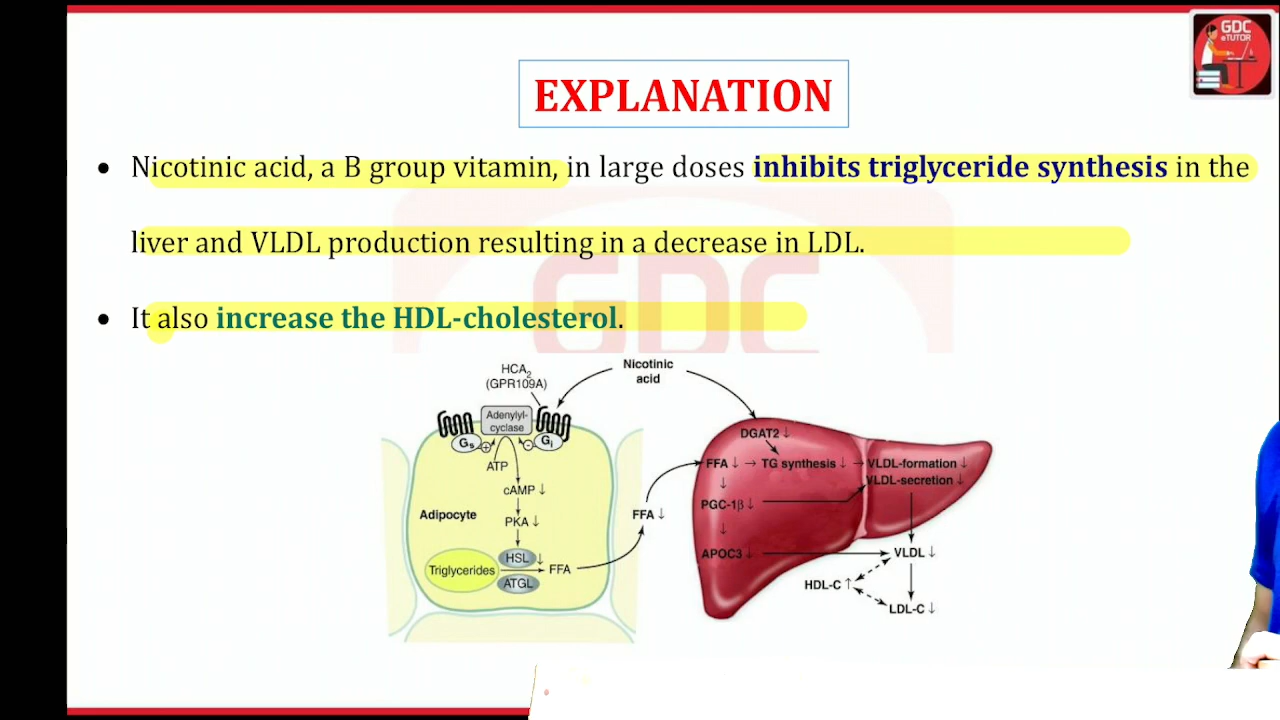 GDC
eTUTOR
EXPLANATION
• Nicotinic acid, a B group vitamin, in large doses inhibits triglyceride synthesis in the
liver and VLDL production resulting in a decrease in LDL.
• It also increase the HDL-cholesterol.
GDC
HCA2
(GPR109A)
Nicotinic
acid
Adenylyl-
cyclase
Gs + - Gi
ATP
cAMP ↓
PKA ↓
Adipocyte
HSL ↓
Triglycerides
FFA
ATGL
FFA ↓
DGAT2 ↓
FFA ↓ → TG synthesis ↓ → VLDL-formation ↓
VLDL-secretion ↓
↓
PGC-1β ↓
↓
APOC3 ↓
VLDL ↓
HDL-C ↑
LDL-C ↓